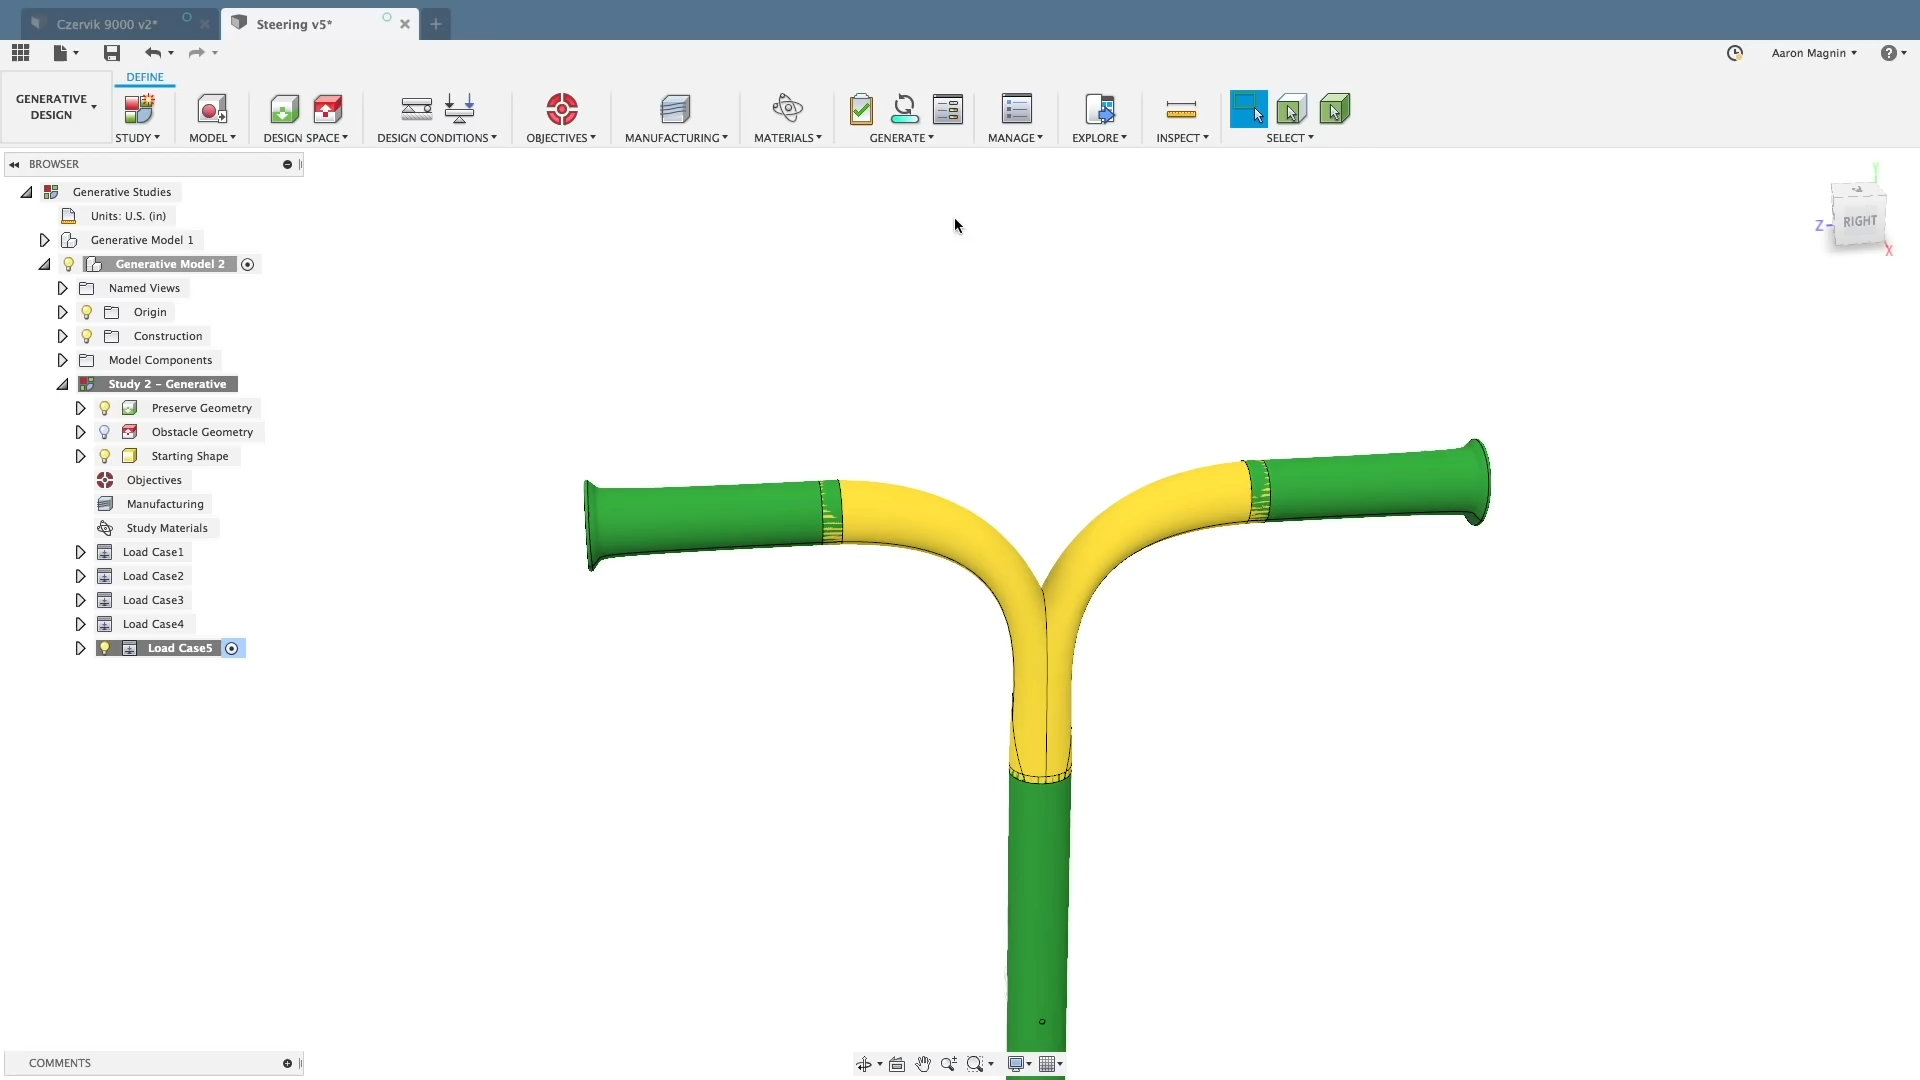 Czervik 9000 v2*
Steering v5*
Aaron Magnin
GENERATIVE DESIGN
DEFINE
STUDY
MODEL
DESIGN SPACE
DESIGN CONDITIONS
OBJECTIVES
MANUFACTURING
MATERIALS
GENERATE
MANAGE
EXPLORE
INSPECT
SELECT
BROWSER
Generative Studies
Units: U.S. (in)
Generative Model 1
Generative Model 2
Named Views
Origin
Construction
Model Components
Study 2 - Generative
Preserve Geometry
Obstacle Geometry
Starting Shape
Objectives
Manufacturing
Study Materials
Load Case1
Load Case2
Load Case3
Load Case4
Load Case5
Y
Z
RIGHT
X
COMMENTS